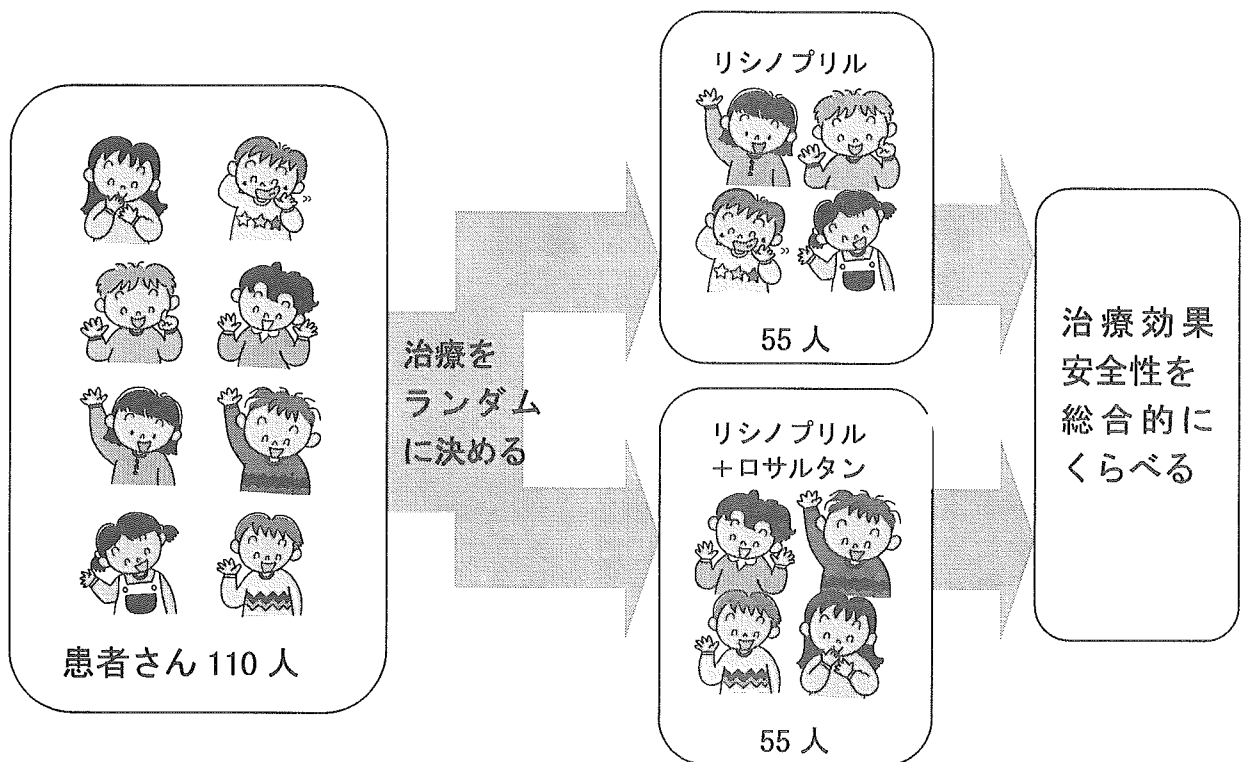 患者さん 110 人
治療を
ランダム
に決める
リシノプリル
55 人
リシノプリル
+ロサルタン
55 人
治療効果
安全性を
総合的に
くらべる